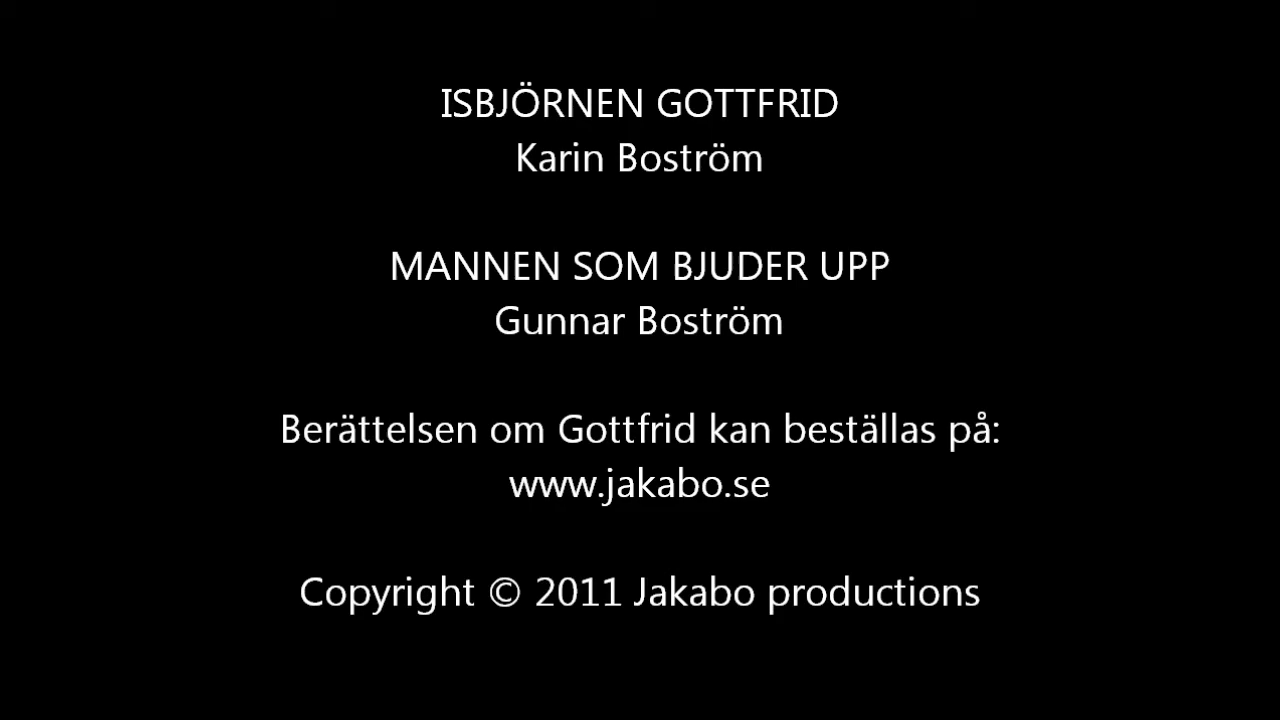 ISBJÖRNEN GOTTFRID
Karin Boström
MANNEN SOM BJUDER UPP
Gunnar Boström
Berättelsen om Gottfrid kan beställas på:
www.jakabo.se
Copyright © 2011 Jakabo productions